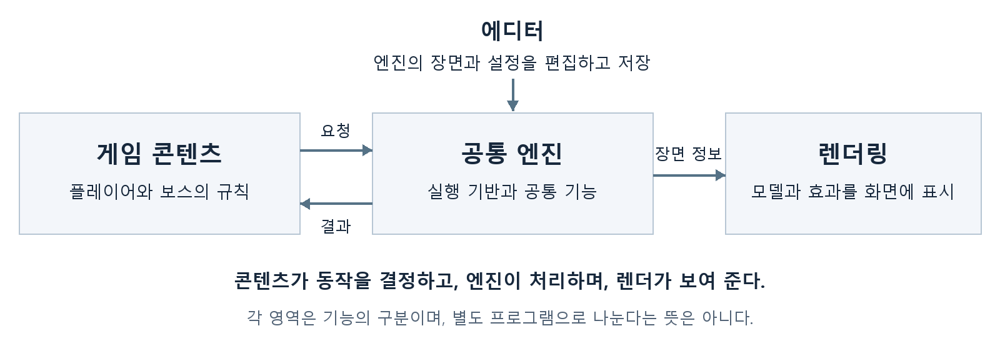 에디터
엔진의 장면과 설정을 편집하고 저장
게임 콘텐츠
플레이어와 보스의 규칙
요청
결과
공통 엔진
실행 기반과 공통 기능
장면 정보
렌더링
모델과 효과를 화면에 표시
콘텐츠가 동작을 결정하고, 엔진이 처리하며, 렌더가 보여 준다.
각 영역은 기능의 구분이며, 별도 프로그램으로 나눈다는 뜻은 아니다.